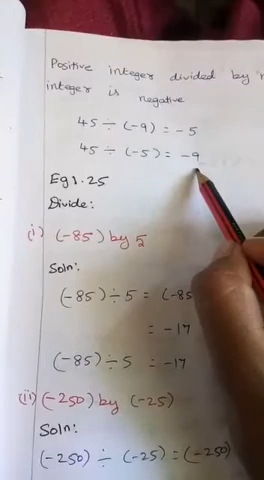 Positive integer divided by
integer is negative
45 ÷ (-9) = -5
45 ÷ (-5) = -9
Eg 1.25
Divide:
(i) (-85) by 5
Soln:
(-85) ÷ 5 = (-85
= -17
(-85) ÷ 5 = -17
(ii) (-250) by (-25)
Soln:
(-250) ÷ (-25) = (-250)